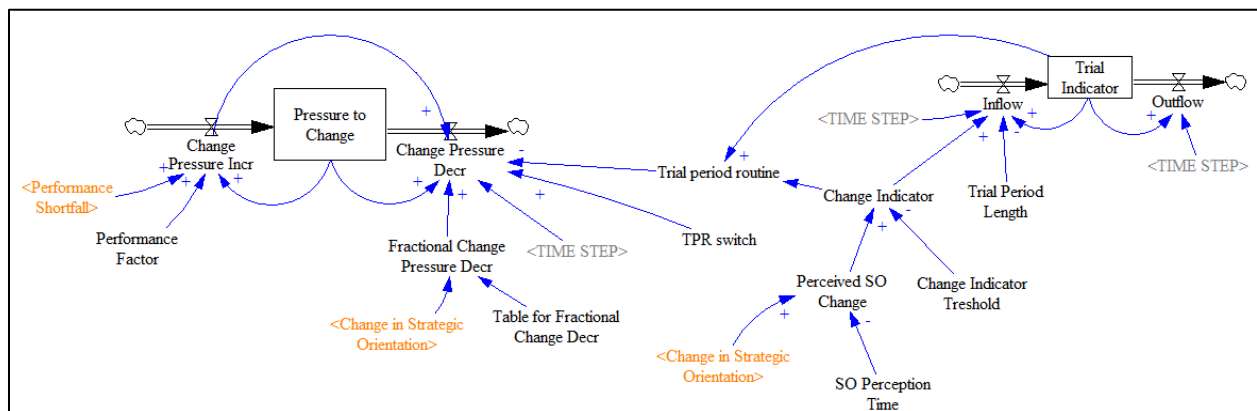 Pressure to
Change
Change
Pressure Incr
Change Pressure
Decr
<Performance
Shortfall>
Performance
Factor
Fractional Change
Pressure Decr
<TIME STEP>
<Change in Strategic
Orientation>
Table for Fractional
Change Decr
TPR switch
Trial period routine
Trial
Indicator
Inflow
Outflow
<TIME STEP>
<TIME STEP>
Trial Period
Length
Change Indicator
Perceived SO
Change
Change Indicator
Treshold
<Change in Strategic
Orientation>
SO Perception
Time